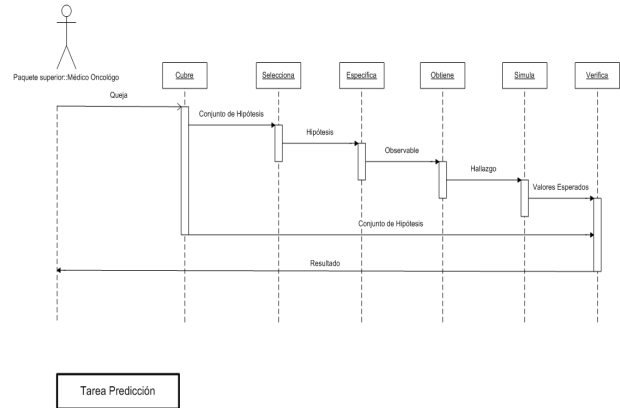 Paquete superior::Médico Oncológo
Cubre
Selecciona
Especifica
Obtiene
Simula
Verifica
Queja
Conjunto de Hipótesis
Hipótesis
Observable
Hallazgo
Valores Esperados
Conjunto de Hipótesis
Resultado
Tarea Predicción